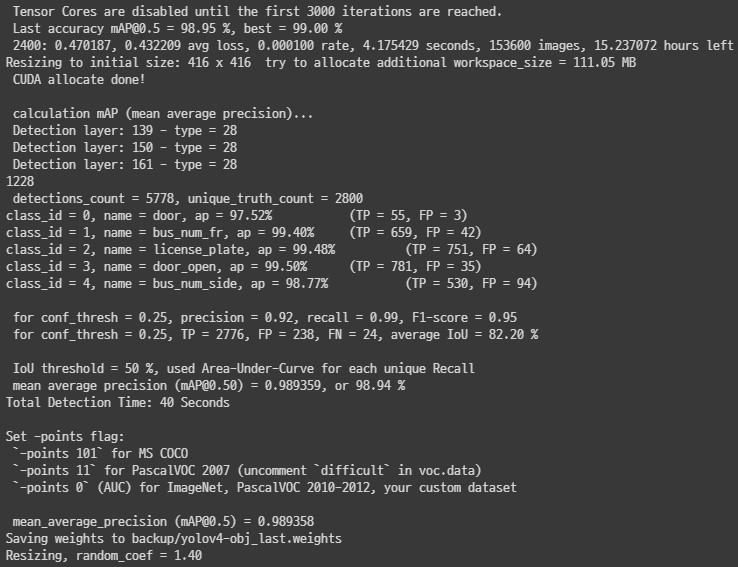 Tensor Cores are disabled until the first 3000 iterations are reached.
Last accuracy mAP@0.5 = 98.95 %, best = 99.00 %
2400: 0.470187, 0.432209 avg loss, 0.000100 rate, 4.175429 seconds, 153600 images, 15.237072 hours left
Resizing to initial size: 416 x 416  try to allocate additional workspace_size = 111.05 MB
CUDA allocate done!
calculation mAP (mean average precision)...
Detection layer: 139 - type = 28
Detection layer: 150 - type = 28
Detection layer: 161 - type = 28
1228
detections_count = 5778, unique_truth_count = 2800
class_id = 0, name = door, ap = 97.52%          (TP = 55, FP = 3)
class_id = 1, name = bus_num_fr, ap = 99.40%     (TP = 659, FP = 42)
class_id = 2, name = license_plate, ap = 99.48%          (TP = 751, FP = 64)
class_id = 3, name = door_open, ap = 99.50%      (TP = 781, FP = 35)
class_id = 4, name = bus_num_side, ap = 98.77%           (TP = 530, FP = 94)
for conf_thresh = 0.25, precision = 0.92, recall = 0.99, F1-score = 0.95
for conf_thresh = 0.25, TP = 2776, FP = 238, FN = 24, average IoU = 82.20 %
IoU threshold = 50 %, used Area-Under-Curve for each unique Recall
mean average precision (mAP@0.50) = 0.989359, or 98.94 %
Total Detection Time: 40 Seconds
Set -points flag:
`-points 101` for MS COCO
`-points 11` for PascalVOC 2007 (uncomment `difficult` in voc.data)
`-points 0` (AUC) for ImageNet, PascalVOC 2010-2012, your custom dataset
mean_average_precision (mAP@0.5) = 0.989358
Saving weights to backup/yolov4-obj_last.weights
Resizing, random_coef = 1.40